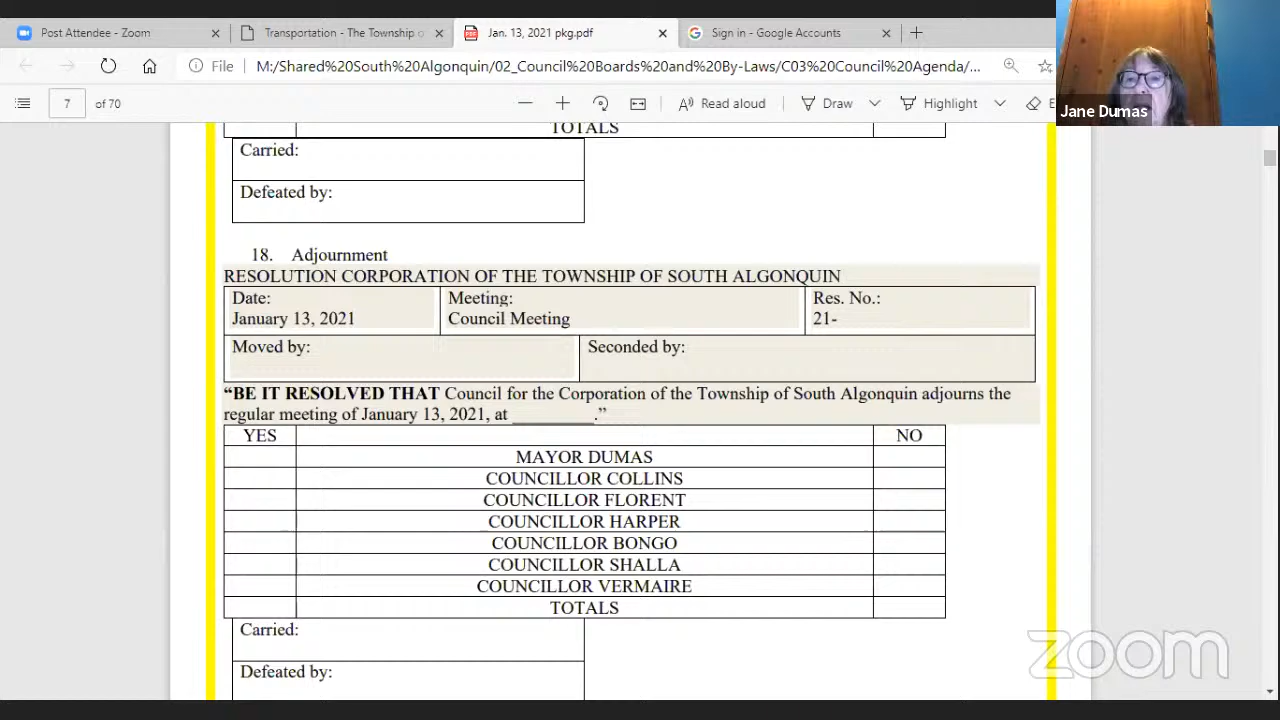 Post Attendee - Zoom
Transportation - The Township o
Jan. 13, 2021 pkg.pdf
Sign in - Google Accounts
File
M:/Shared%20South%20Algonquin/02_Council%20Boards%20and%20By-Laws/C03%20Council%20Agenda/...
7 of 70
Read aloud
Draw
Highlight
E
Jane Dumas
TOTALS
Carried:
Defeated by:
18. Adjournment
RESOLUTION CORPORATION OF THE TOWNSHIP OF SOUTH ALGONQUIN
Date: Meeting: Res. No.:
January 13, 2021 Council Meeting 21-
Moved by: Seconded by:
“BE IT RESOLVED THAT Council for the Corporation of the Township of South Algonquin adjourns the
regular meeting of January 13, 2021, at _________.”
YES NO
MAYOR DUMAS
COUNCILLOR COLLINS
COUNCILLOR FLORENT
COUNCILLOR HARPER
COUNCILLOR BONGO
COUNCILLOR SHALLA
COUNCILLOR VERMAIRE
TOTALS
Carried:
Defeated by:
zoom